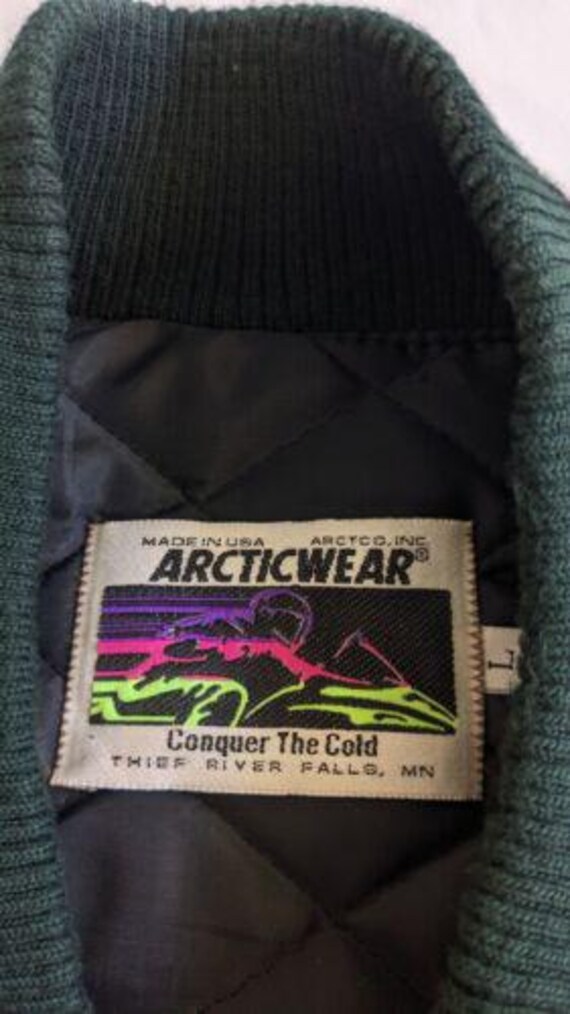 MADE IN USA ARCTCO, INC.
ARCTICWEAR®
Conquer The Cold
THIEF RIVER FALLS, MN
L